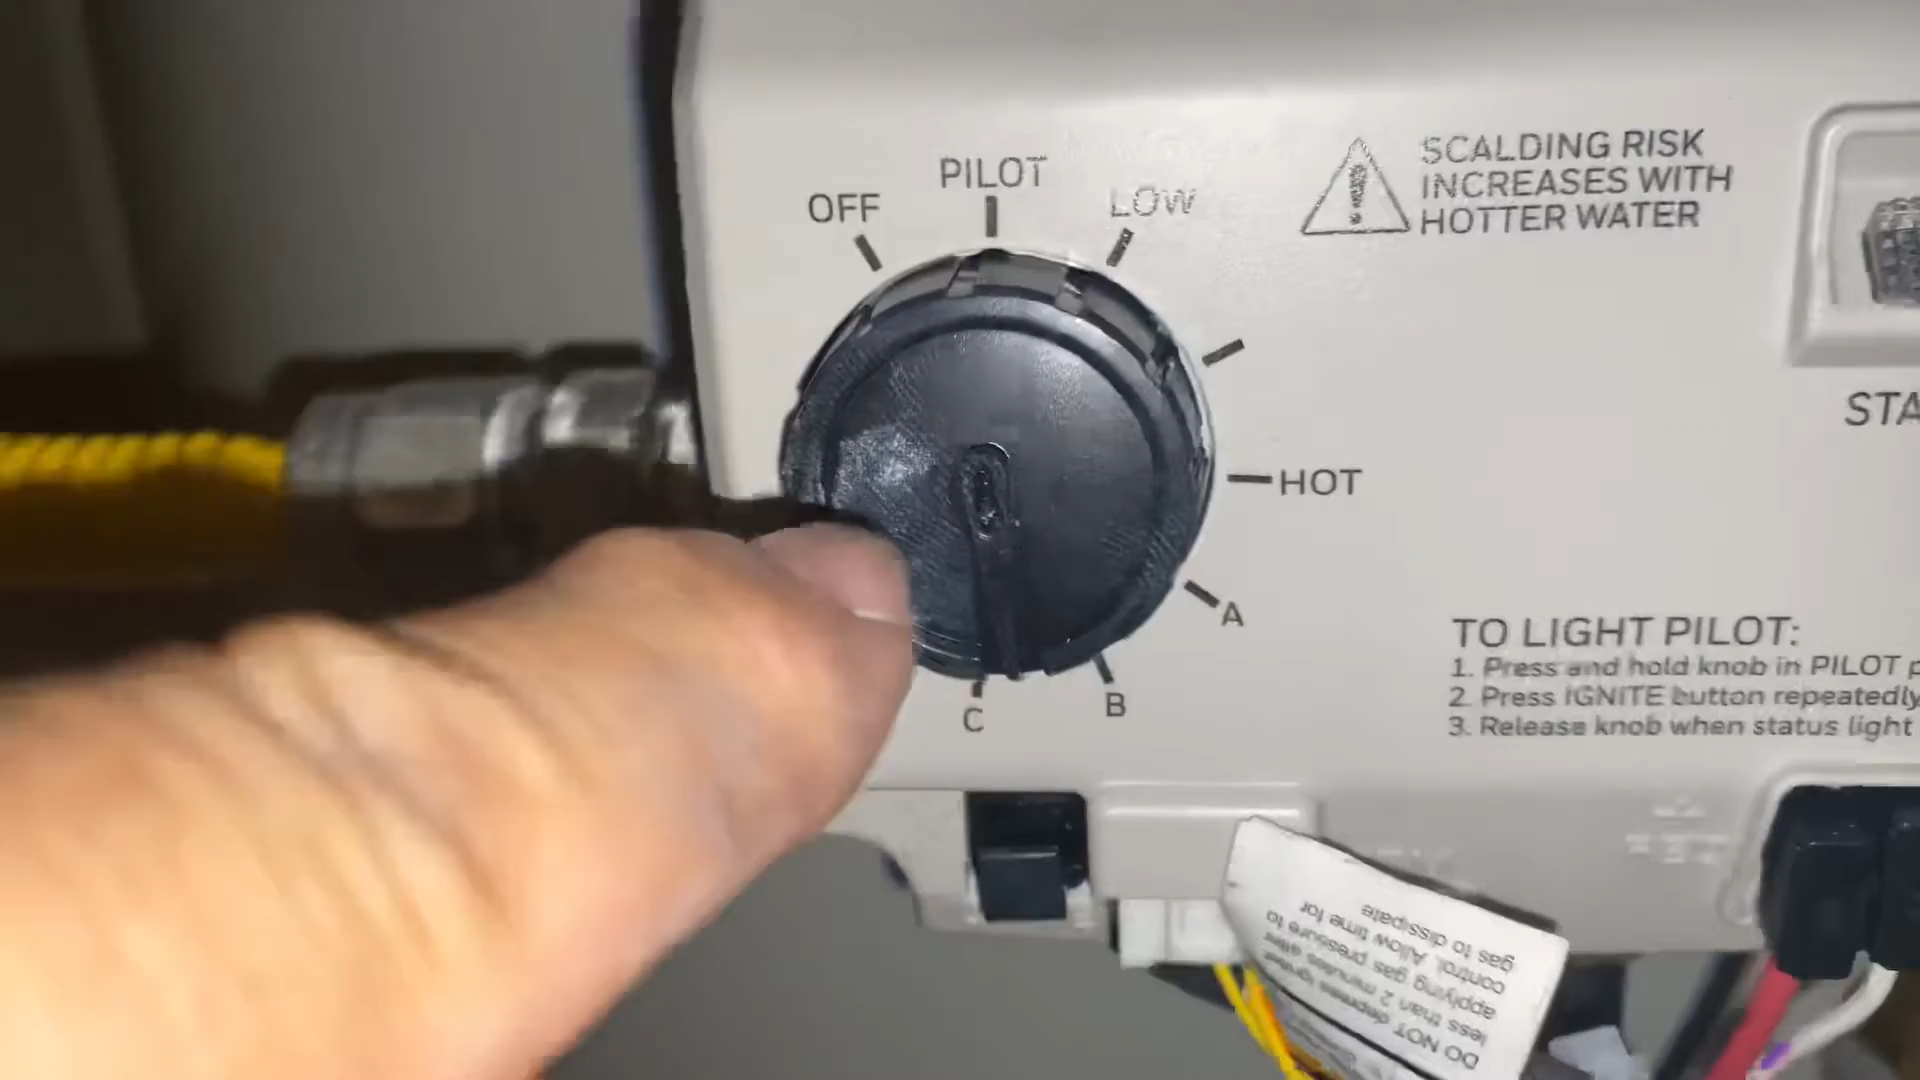 OFF
PILOT
LOW
SCALDING RISK
INCREASES WITH
HOTTER WATER
HOT
STA
A
B
C
TO LIGHT PILOT:
1. Press and hold knob in PILOT p
2. Press IGNITE button repeatedly
3. Release knob when status light
DO NOT depress igniter
less than 2 minutes after
applying gas pressure to
control. Allow time for
gas to dissipate